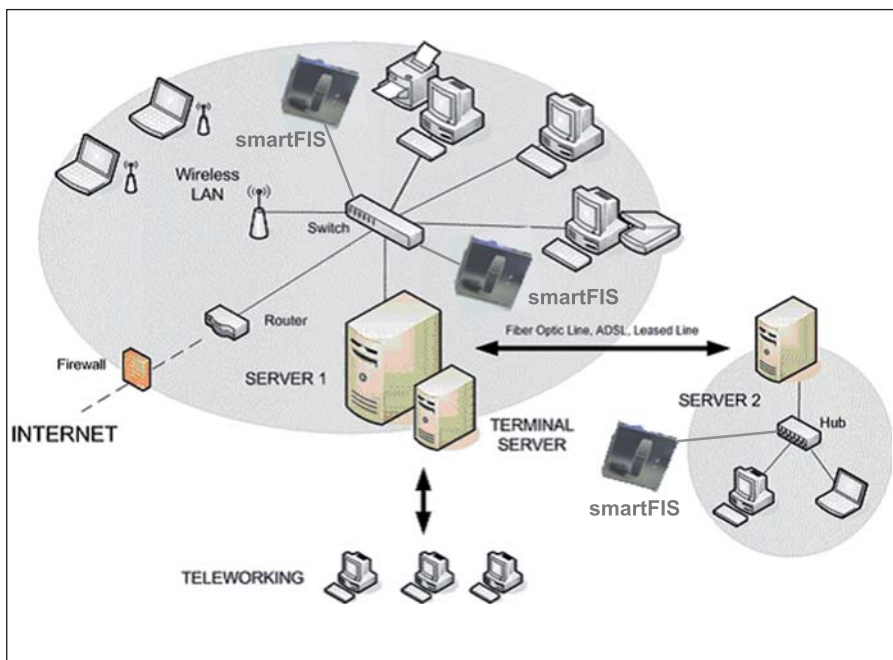 smartFIS
Wireless
LAN
Switch
smartFIS
Router
Fiber Optic Line, ADSL, Leased Line
Firewall
SERVER 1
SERVER 2
INTERNET
TERMINAL
SERVER
Hub
smartFIS
TELEWORKING